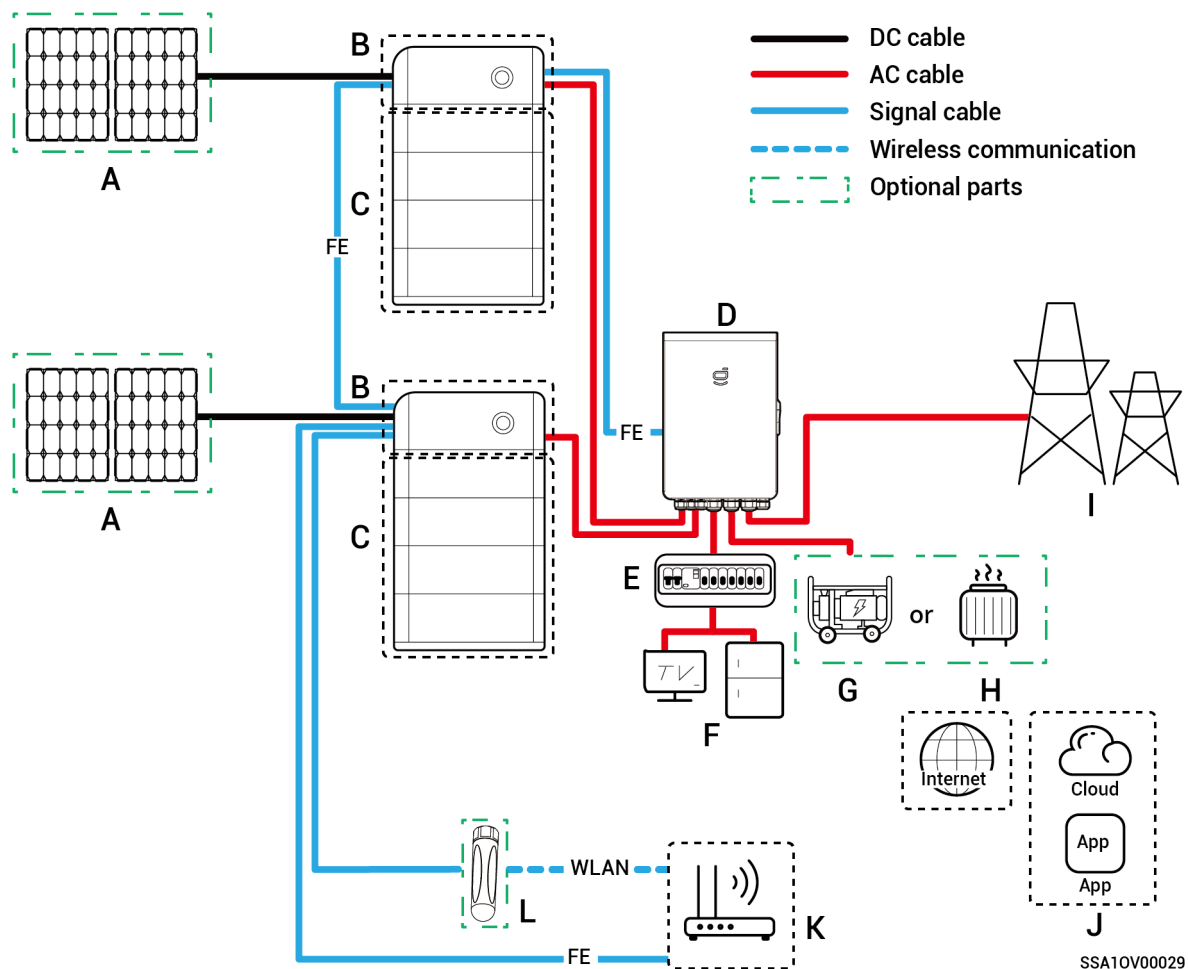 DC cable
AC cable
Signal cable
Wireless communication
Optional parts
B
A
C
FE
D
B
FE
A
C
I
E
or
TV
G
H
F
Internet
Cloud
App
App
WLAN
L
K
J
FE
SSA1OV00029